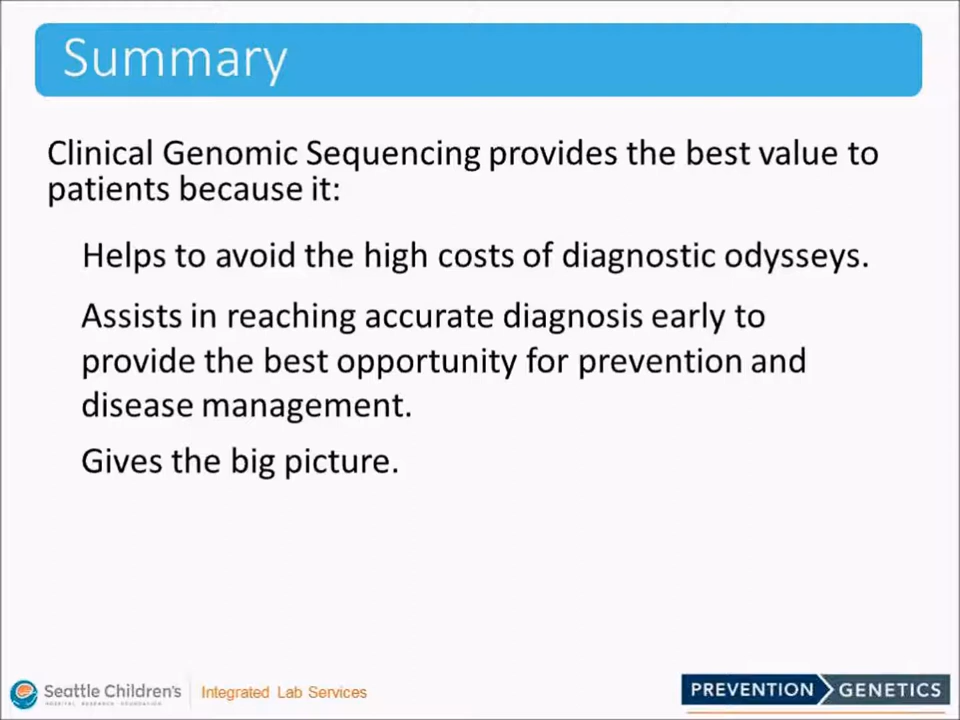 Summary
Clinical Genomic Sequencing provides the best value to
patients because it:
Helps to avoid the high costs of diagnostic odysseys.
Assists in reaching accurate diagnosis early to
provide the best opportunity for prevention and
disease management.
Gives the big picture.
Seattle Children's
HOSPITAL • RESEARCH • FOUNDATION
Integrated Lab Services
PREVENTION GENETICS